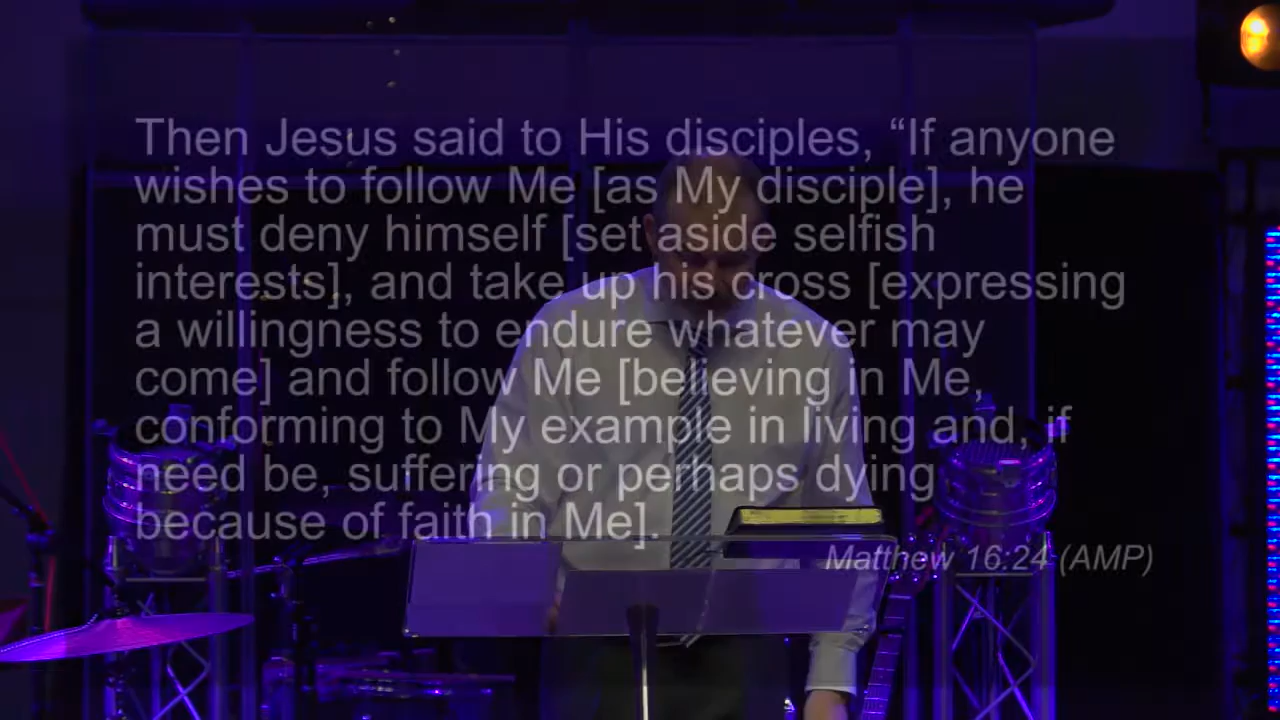 Then Jesus said to His disciples, “If anyone
wishes to follow Me [as My disciple], he
must deny himself [set aside selfish
interests], and take up his cross [expressing
a willingness to endure whatever may
come] and follow Me [believing in Me,
conforming to My example in living and, if
need be, suffering or perhaps dying
because of faith in Me].
Matthew 16:24 (AMP)